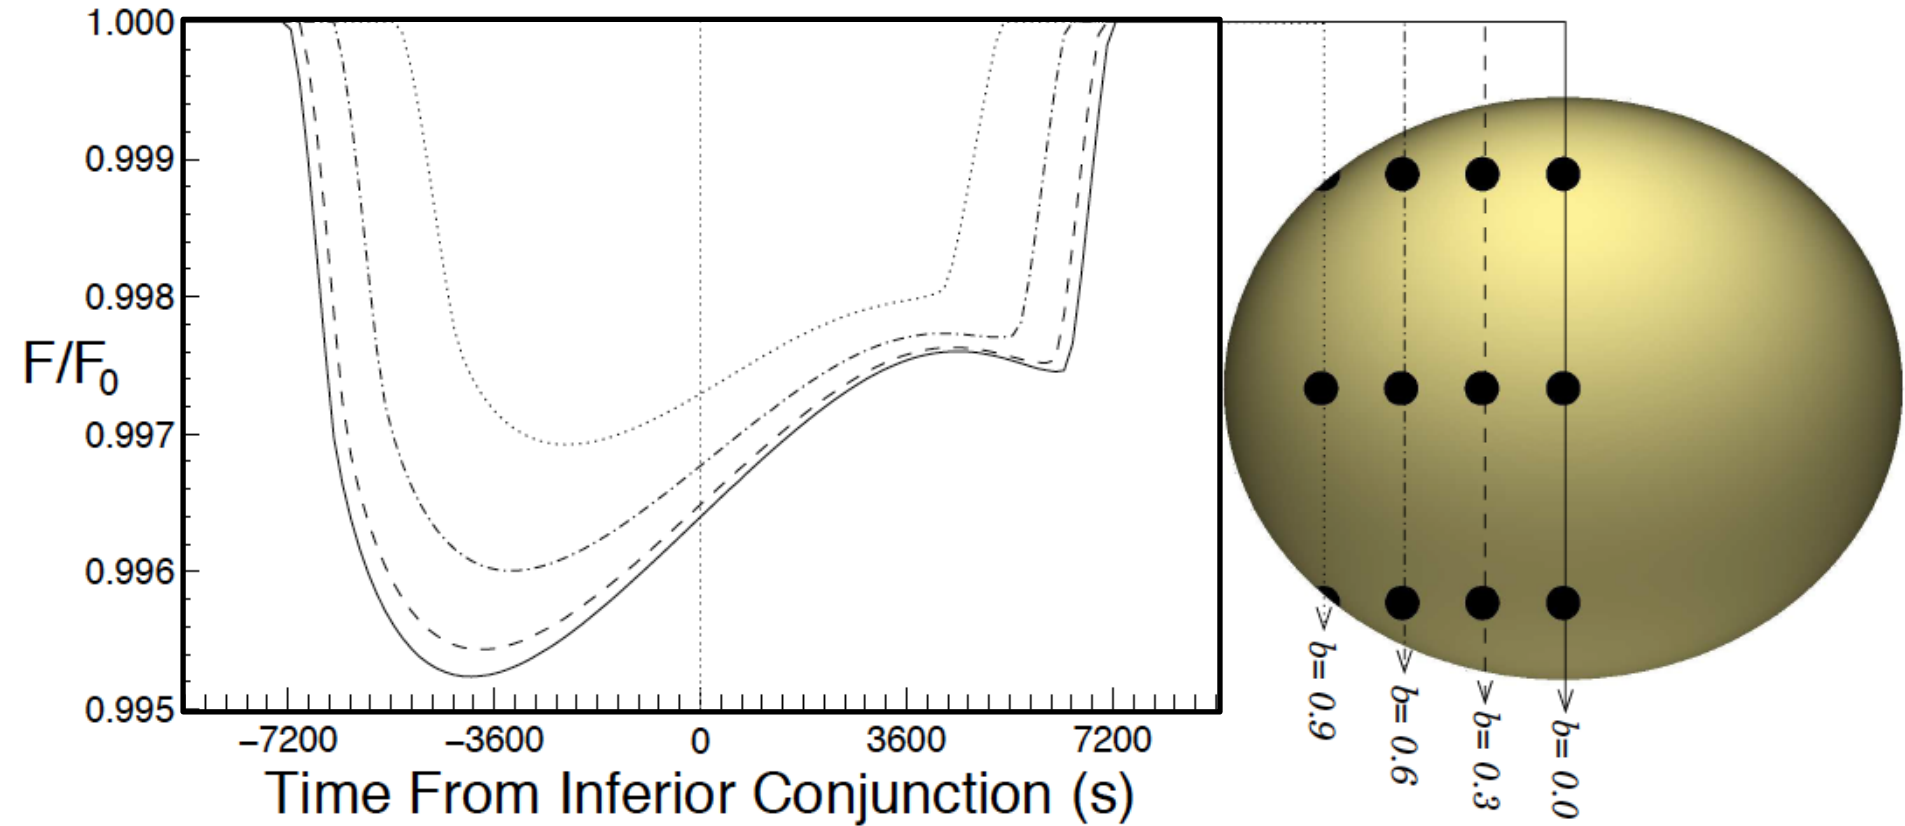 1.000
0.999
0.998
F/F0
0.997
0.996
0.995
−7200 −3600 0 3600 7200
Time From Inferior Conjunction (s)
b= 0.9
b= 0.6
b= 0.3
b= 0.0